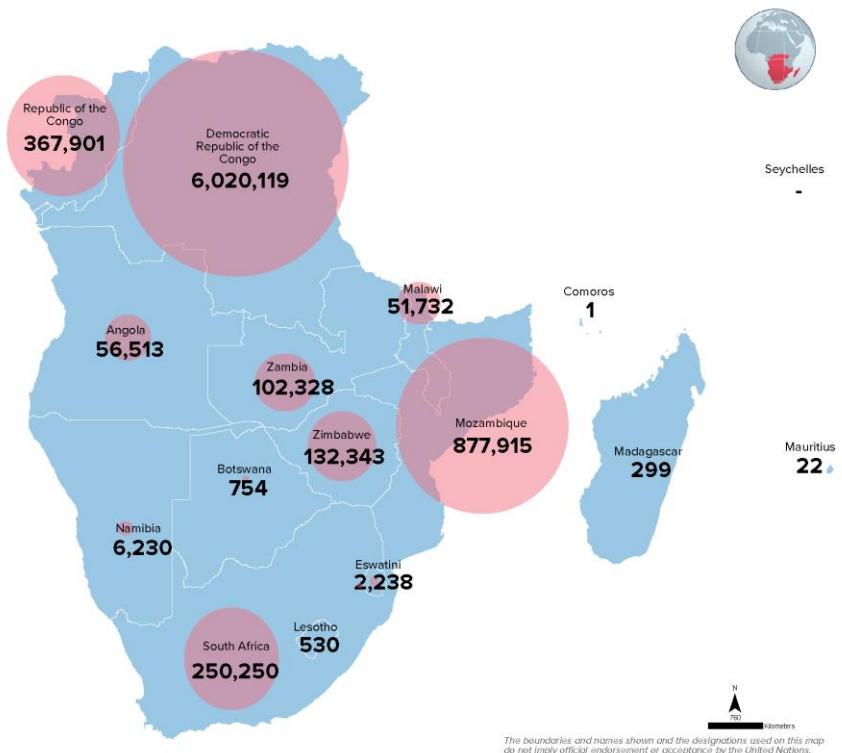 Republic of the
Congo
367,901
Democratic
Republic of the
Congo
6,020,119
Seychelles
-
Malawi
51,732
Comoros
1
Angola
56,513
Zambia
102,328
Mozambique
877,915
Zimbabwe
132,343
Botswana
754
Madagascar
299
Mauritius
22
Namibia
6,230
Eswatini
2,238
Lesotho
530
South Africa
250,250
N
760
Kilometers
The boundaries and names shown and the designations used on this map
do not imply official endorsement or acceptance by the United Nations.